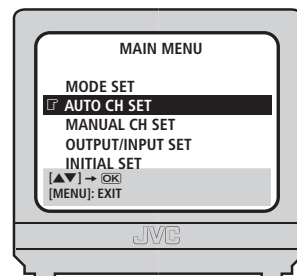 MAIN MENU
MODE SET
AUTO CH SET
MANUAL CH SET
OUTPUT/INPUT SET
INITIAL SET
[▲▼] → OK
[MENU]: EXIT
JVC